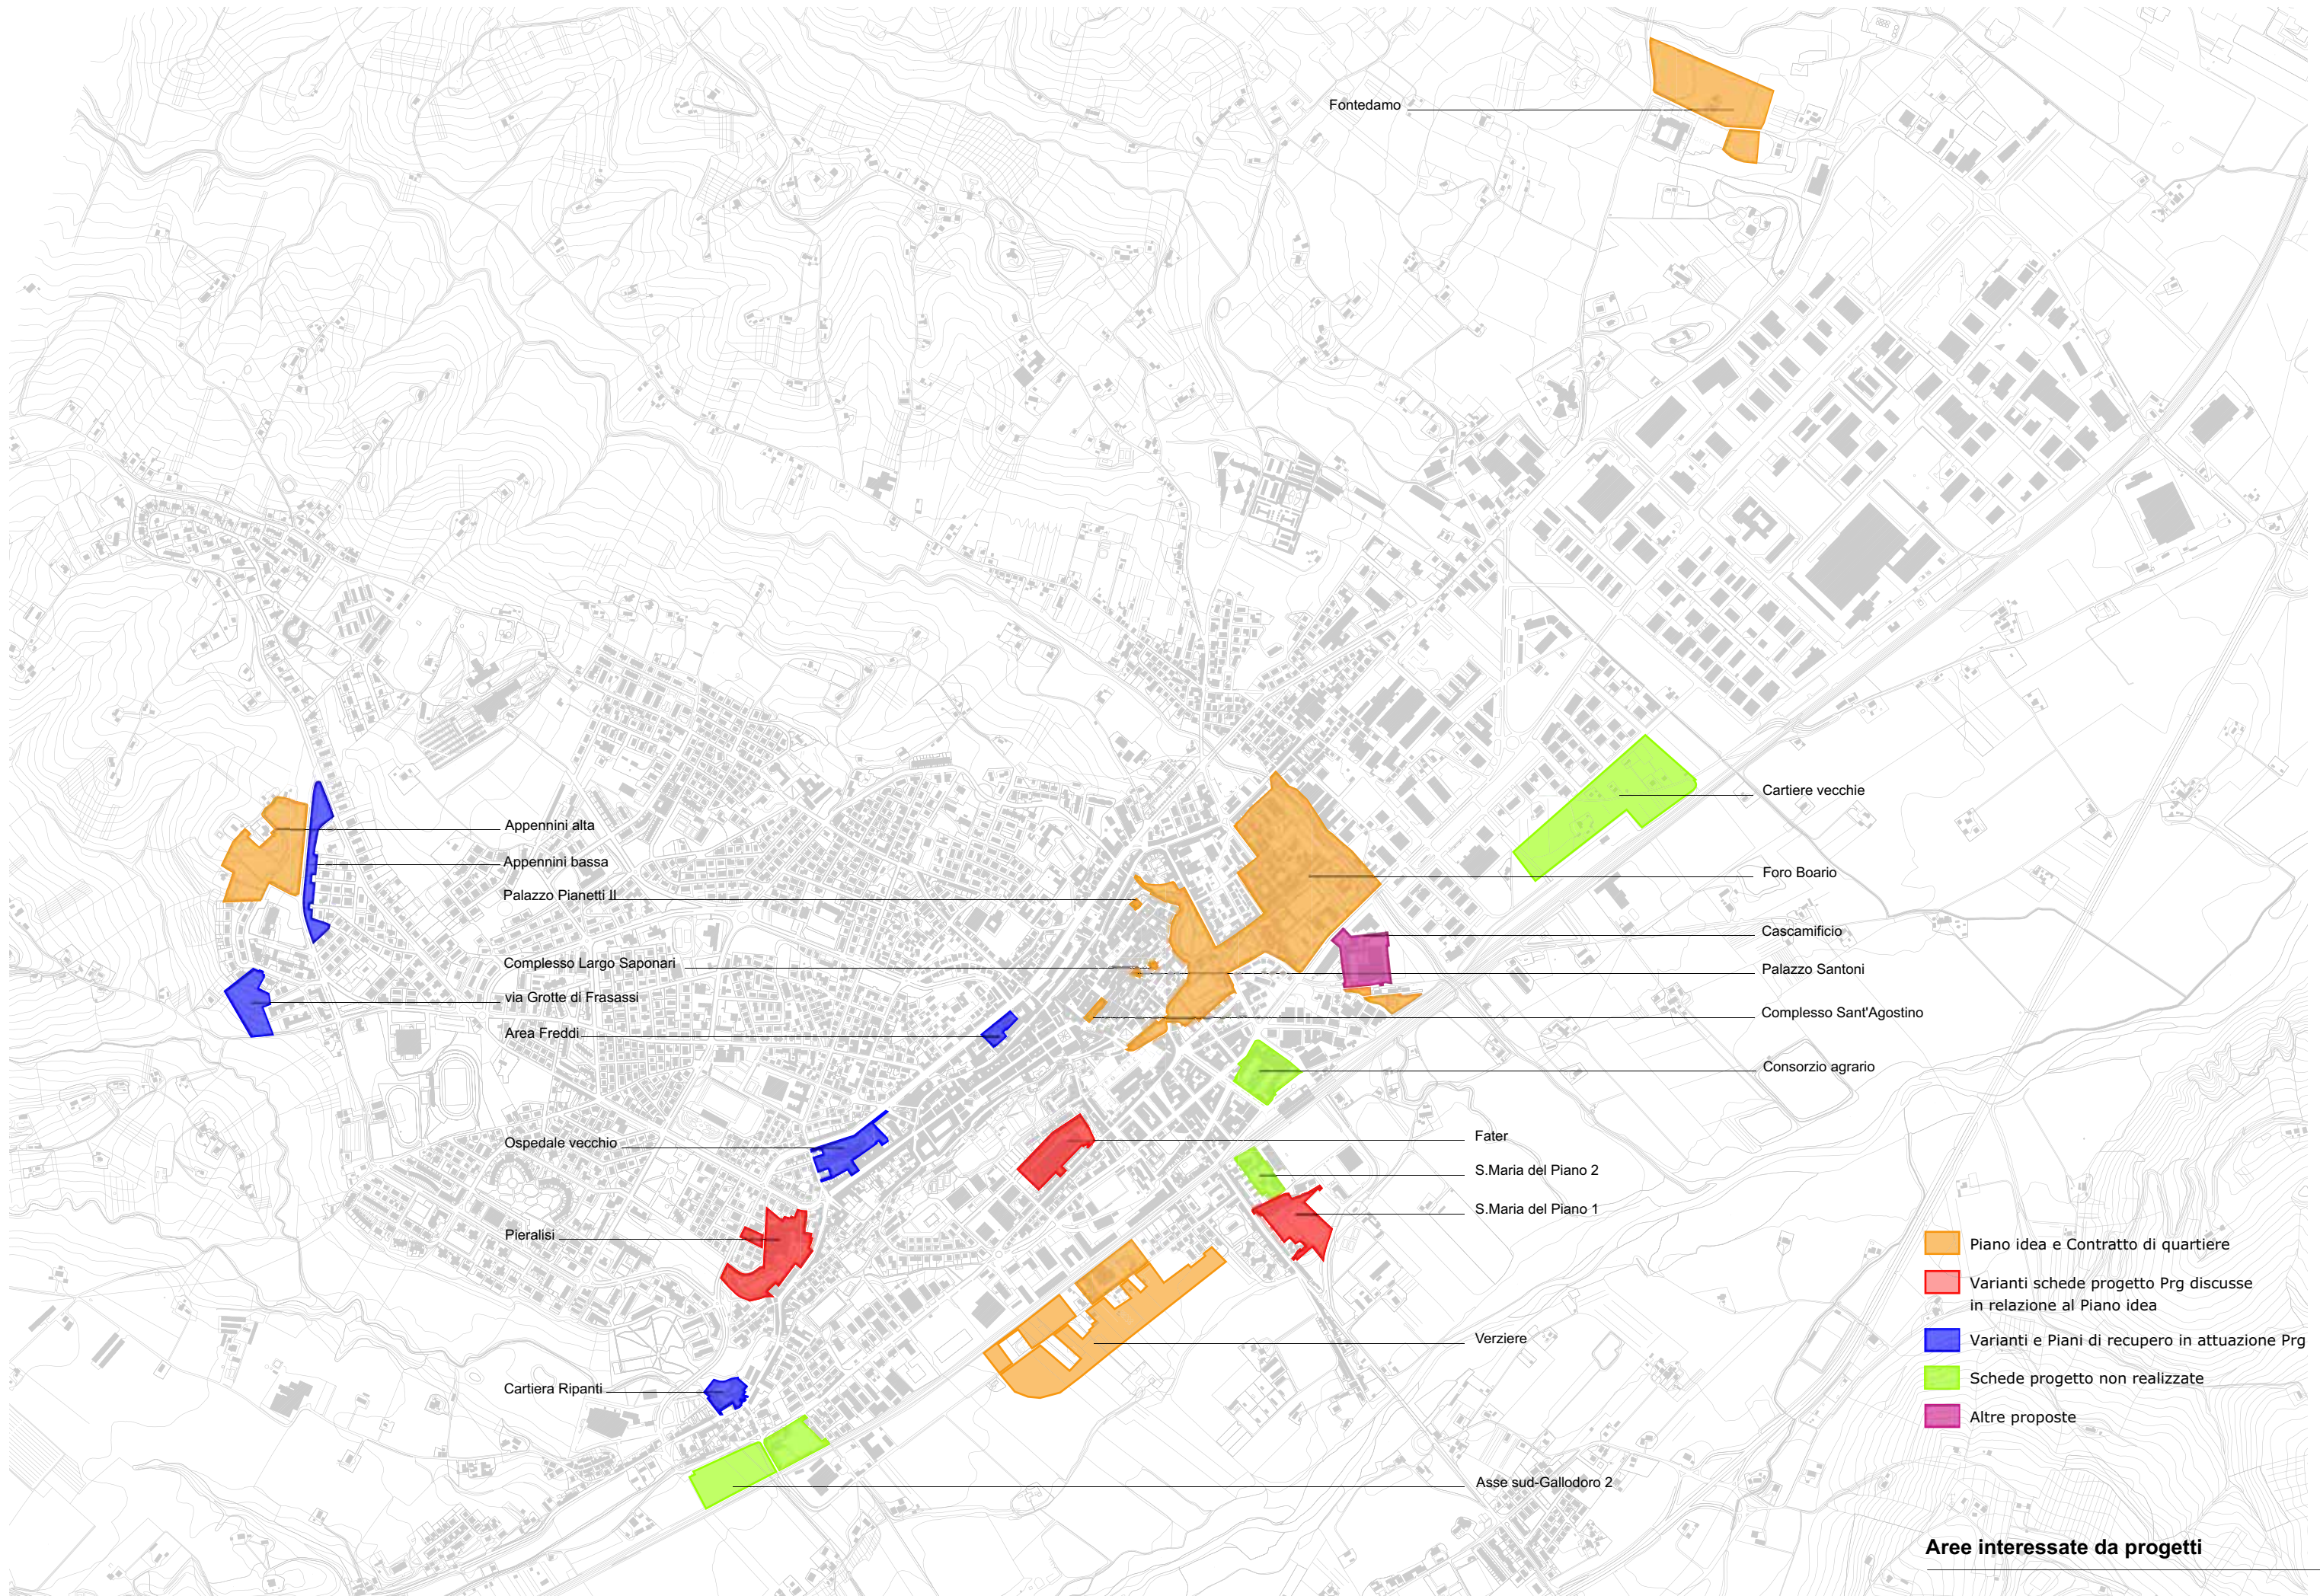 Fontedamo
Cartiere vecchie
Appennini alta
Appennini bassa
Foro Boario
Palazzo Pianetti II
Cascamificio
Complesso Largo Saponari
Palazzo Santoni
via Grotte di Frasassi
Complesso Sant'Agostino
Area Freddi
Consorzio agrario
Fater
Ospedale vecchio
S.Maria del Piano 2
S.Maria del Piano 1
Pieralisi
Verziere
Cartiera Ripanti
Asse sud-Gallodoro 2
Piano idea e Contratto di quartiere
Varianti schede progetto Prg discusse
in relazione al Piano idea
Varianti e Piani di recupero in attuazione Prg
Schede progetto non realizzate
Altre proposte
Aree interessate da progetti